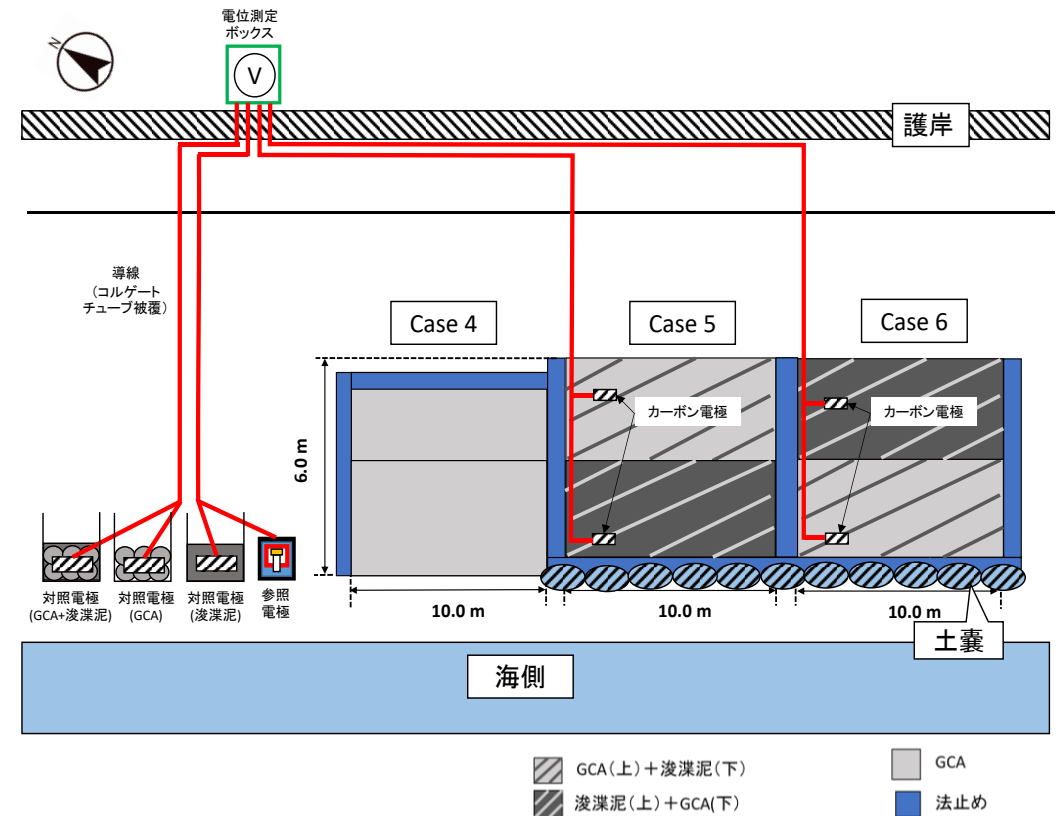 電位測定
ボックス
N
V
護岸
導線
(コルゲート
チューブ被覆)
Case 4
Case 5
Case 6
カーボン電極
カーボン電極
6.0 m
対照電極
(GCA+浚渫泥)
対照電極
(GCA)
対照電極
(浚渫泥)
参照
電極
10.0 m
10.0 m
10.0 m
土嚢
海側
GCA(上)+浚渫泥(下)
GCA
浚渫泥(上)+GCA(下)
法止め